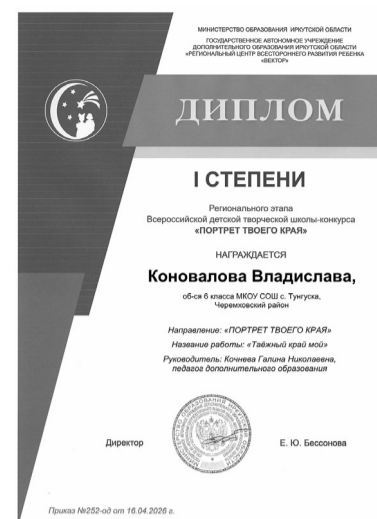 МИНИСТЕРСТВО ОБРАЗОВАНИЯ ИРКУТСКОЙ ОБЛАСТИ
ГОСУДАРСТВЕННОЕ АВТОНОМНОЕ УЧРЕЖДЕНИЕ
ДОПОЛНИТЕЛЬНОГО ОБРАЗОВАНИЯ ИРКУТСКОЙ ОБЛАСТИ
«РЕГИОНАЛЬНЫЙ ЦЕНТР ВСЕСТОРОННЕГО РАЗВИТИЯ РЕБЕНКА
«ВЕКТОР»
ДИПЛОМ
I СТЕПЕНИ
Регионального этапа
Всероссийской детской творческой школы-конкурса
«ПОРТРЕТ ТВОЕГО КРАЯ»
НАГРАЖДАЕТСЯ
Коновалова Владислава,
об-ся 6 класса МКОУ СОШ с. Тунгуска,
Черемховский район
Направление: «ПОРТРЕТ ТВОЕГО КРАЯ»
Название работы: «Таёжный край мой»
Руководитель: Кочнева Галина Николаевна,
педагог дополнительного образования
Директор
Е. Ю. Бессонова
Приказ №252-од от 16.04.2026 г.